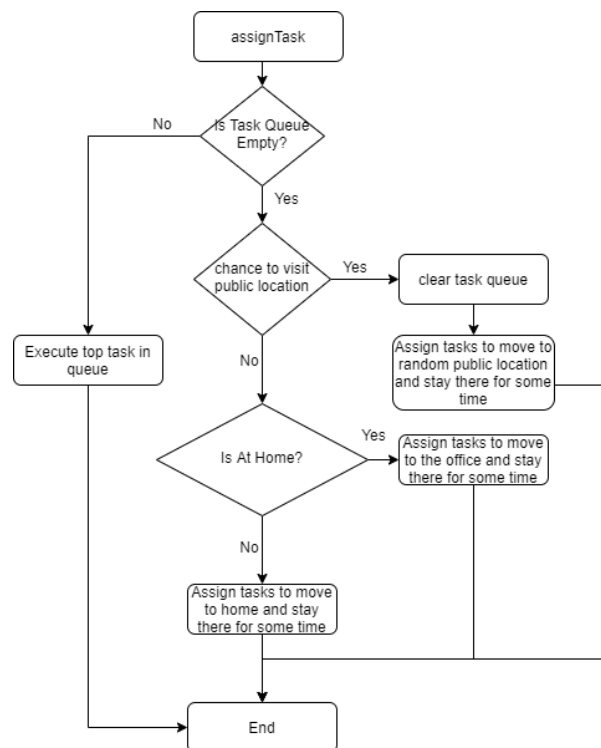 assignTask
No
Is Task Queue
Empty?
Yes
chance to visit
public location
Yes
clear task queue
Execute top task in
queue
No
Assign tasks to move to
random public location
and stay there for some
time
Is At Home?
Yes
Assign tasks to move
to the office and stay
there for some time
No
Assign tasks to move
to home and stay
there for some time
End